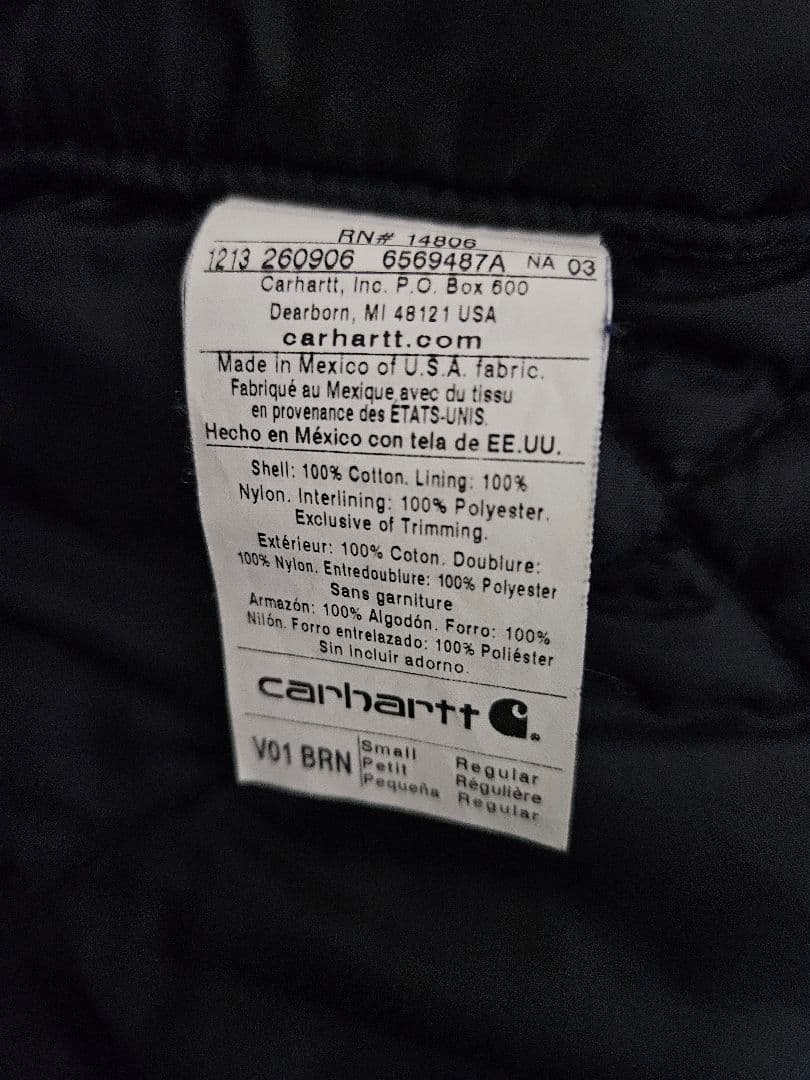 RN# 14806
1213 260906 6569487A NA 03
Carhartt, Inc. P.O. Box 600
Dearborn, MI 48121 USA
carhartt.com
Made in Mexico of U.S.A. fabric.
Fabriqué au Mexique avec du tissu
en provenance des ÉTATS-UNIS.
Hecho en México con tela de EE.UU.
Shell: 100% Cotton. Lining: 100%
Nylon. Interlining: 100% Polyester.
Exclusive of Trimming.
Extérieur: 100% Coton. Doublure:
100% Nylon. Entredoublure: 100% Polyester
Sans garniture
Armazón: 100% Algodón. Forro: 100%
Nilón. Forro entrelazado: 100% Poliéster
Sin incluir adorno.
carhartt
V01 BRN Small Regular
Petit Régulière
Pequeña Regular